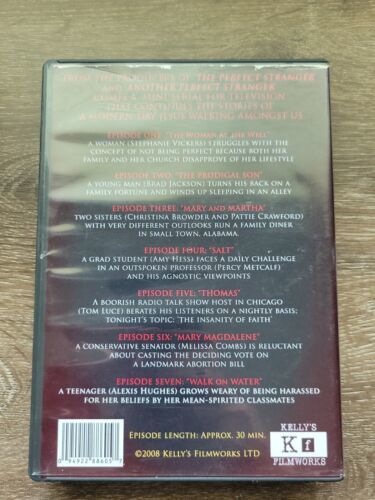 FROM THE PRODUCERS OF "THE PERFECT STRANGER
AND "ANOTHER PERFECT STRANGER"
COMES A MINI SERIAL FOR TELEVISION
THAT CONTINUES THE STORIES OF
A MODERN DAY JESUS WALKING AMONGST US
EPISODE ONE: "THE WOMAN AT THE WELL"
A WOMAN (STEPHANIE VICKERS) STRUGGLES WITH THE
CONCEPT OF NOT BEING PERFECT BECAUSE BOTH HER
FAMILY AND HER CHURCH DISAPPROVE OF HER LIFESTYLE
EPISODE TWO: "THE PRODIGAL SON"
A YOUNG MAN (BRAD JACKSON) TURNS HIS BACK ON A
FAMILY FORTUNE AND WINDS UP SLEEPING IN AN ALLEY
EPISODE THREE: "MARY AND MARTHA"
TWO SISTERS (CHRISTINA BROWDER AND PATTIE CRAWFORD)
WITH VERY DIFFERENT OUTLOOKS RUN A FAMILY DINER
IN SMALL TOWN, ALABAMA.
EPISODE FOUR: "SALT"
A GRAD STUDENT (AMY HESS) FACES A DAILY CHALLENGE
IN AN OUTSPOKEN PROFESSOR (PERCY METCALF) AND
HIS AGNOSTIC VIEWPOINTS
EPISODE FIVE: "THOMAS"
A BOORISH RADIO TALK SHOW HOST IN CHICAGO
(TOM LUCE) BERATES HIS LISTENERS ON A NIGHTLY BASIS;
TONIGHT'S TOPIC: 'THE INSANITY OF FAITH'
EPISODE SIX: "MARY MAGDALENE"
A CONSERVATIVE SENATOR (MELISSA COMBS) IS RELUCTANT
ABOUT CASTING THE DECIDING VOTE ON
A LANDMARK ABORTION BILL
EPISODE SEVEN: "WALK ON WATER"
A TEENAGER (ALEXIS HUGHES) GROWS WEARY OF BEING HARASSED
FOR HER BELIEFS BY HER MEAN-SPIRITED CLASSMATES
EPISODE LENGTH: APPROX. 30 MIN.
©2008 KELLY'S FILMWORKS LTD
KELLY'S
K f
FILMWORKS
0 94922 88605 7